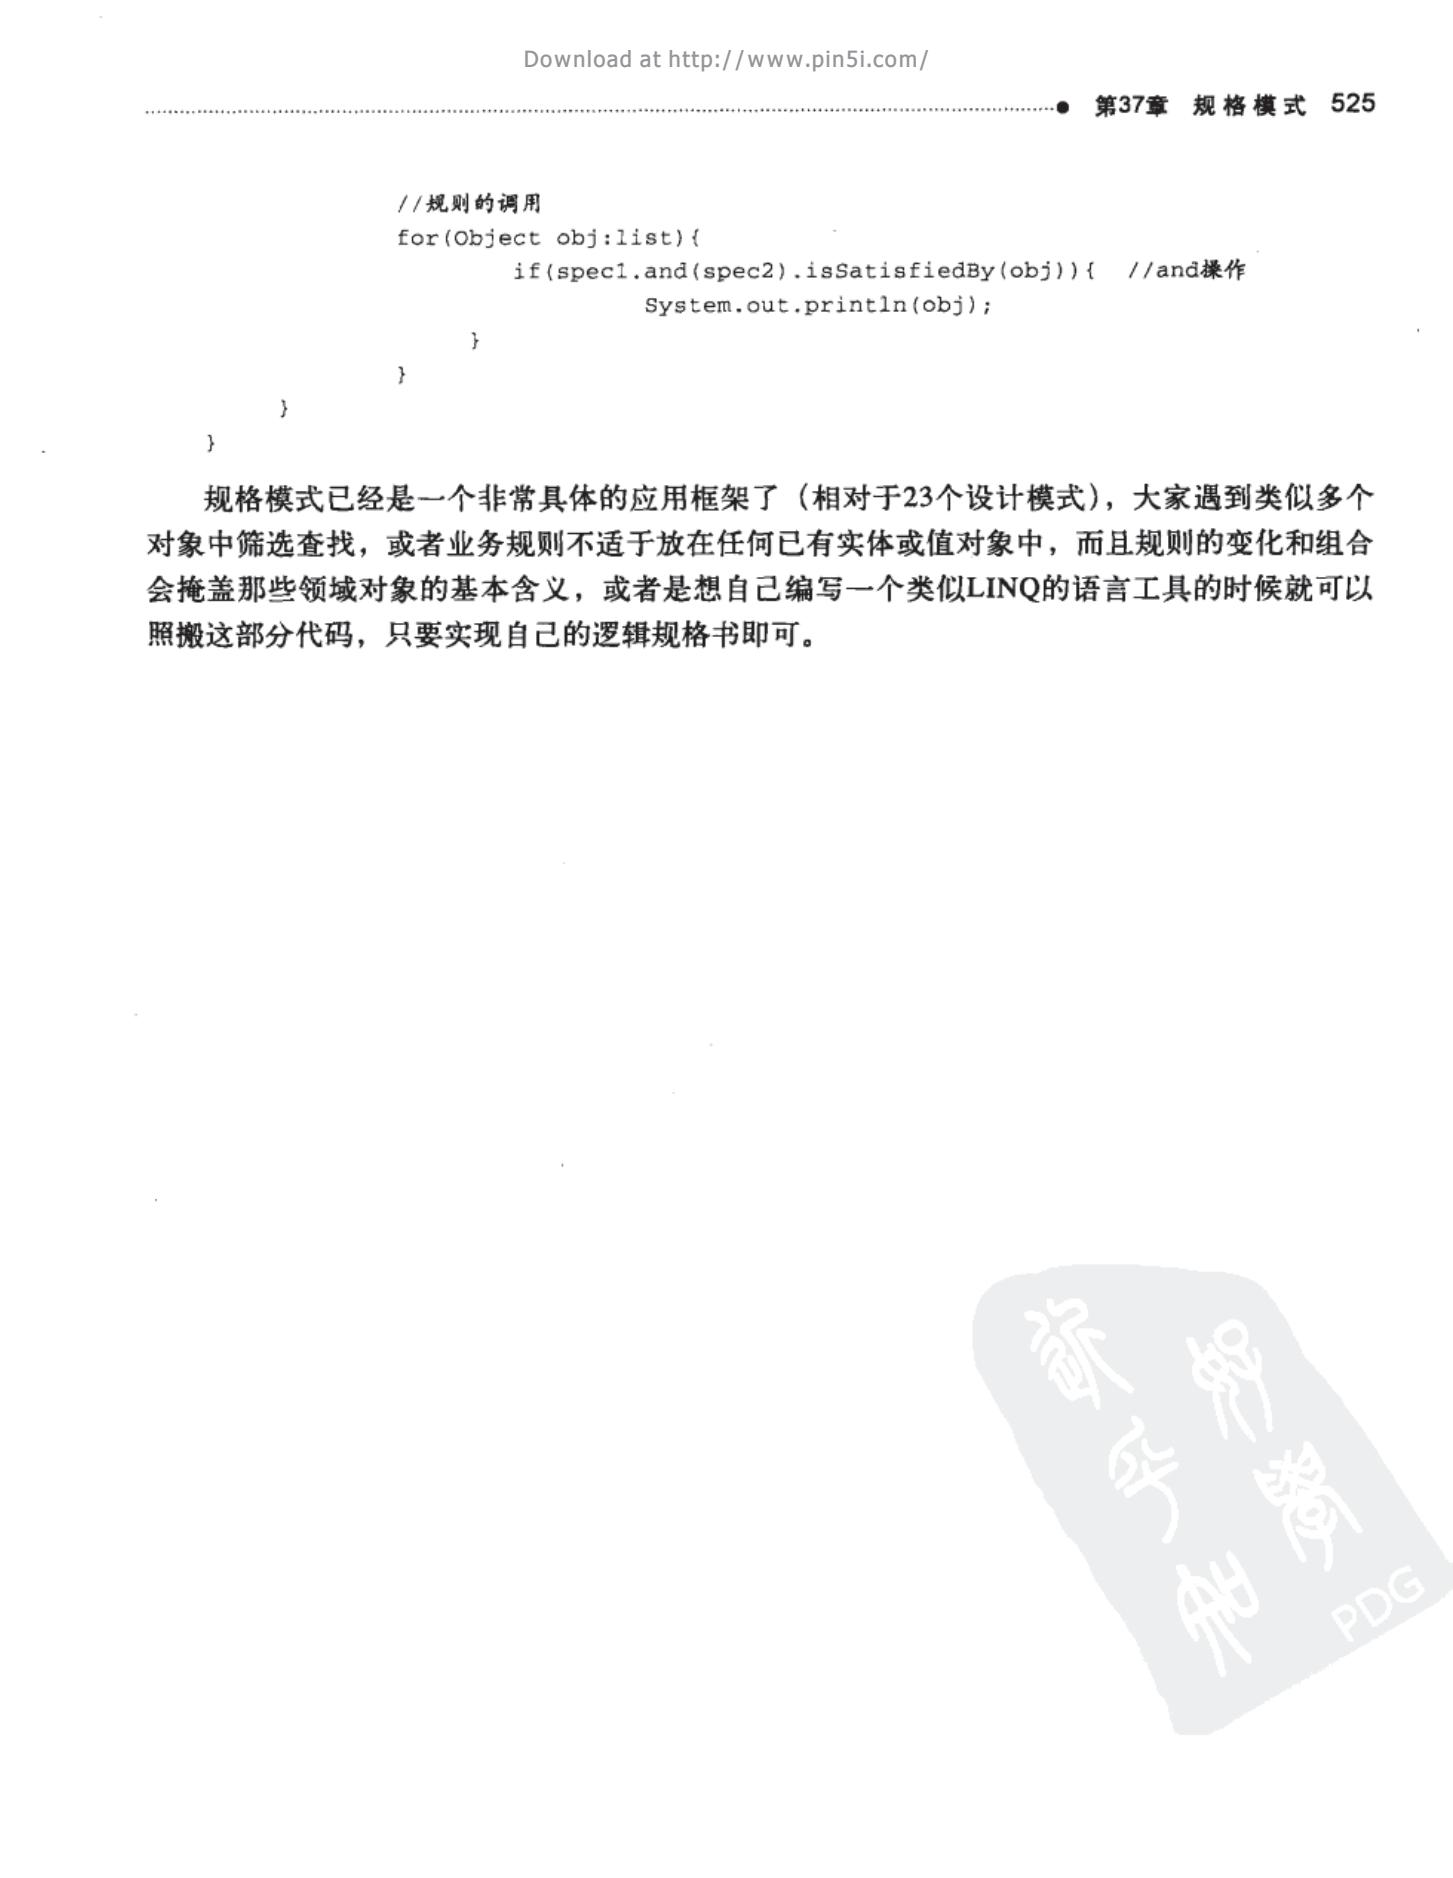 Download at http://www.pin5i.com/
第37章 规格模式 525
//规则的调用
for(Object obj:list){
if(spec1.and(spec2).isSatisfiedBy(obj)){ //and操作
System.out.println(obj);
}
}
}
}
规格模式已经是一个非常具体的应用框架了（相对于23个设计模式），大家遇到类似多个
对象中筛选查找，或者业务规则不适于放在任何已有实体或值对象中，而且规则的变化和组合
会掩盖那些领域对象的基本含义，或者是想自己编写一个类似LINQ的语言工具的时候就可以
照搬这部分代码，只要实现自己的逻辑规格书即可。
PDG